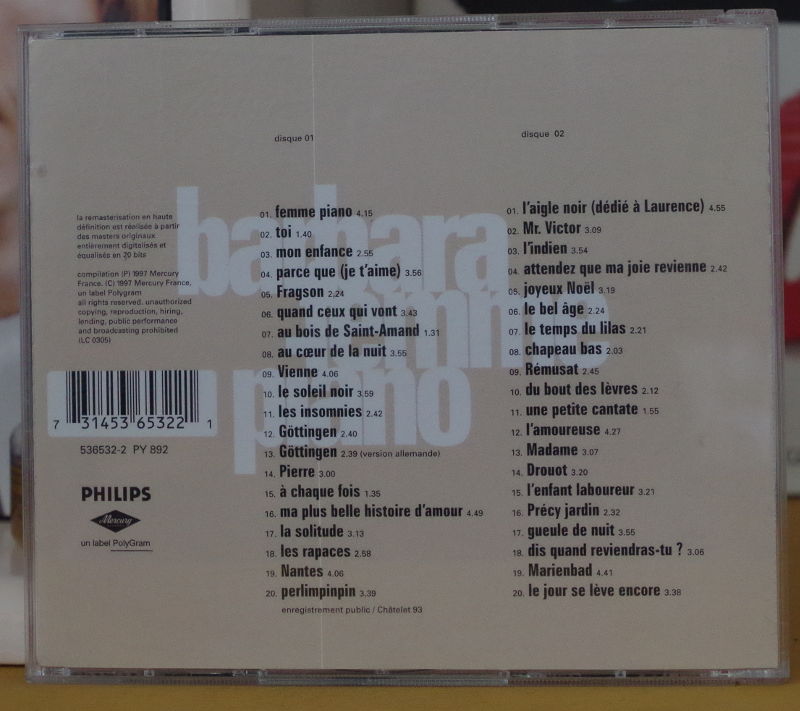 disque 01
disque 02
barbara
femme
piano
la remasterisation en haute
définition est réalisée à partir
des masters originaux
entièrement digitalisés et
équalisés en 20 bits
compilation (P) 1997 Mercury
France. (C) 1997 Mercury France,
un label Polygram
all rights reserved. unauthorized
copying, reproduction, hiring,
lending, public performance
and broadcasting prohibited
(LC 0305)
7 31453 65322 1
536532-2 PY 892
PHILIPS
Mercury
un label PolyGram
01. femme piano 4.15
02. toi 1.40
03. mon enfance 2.55
04. parce que (je t'aime) 3.56
05. Fragson 2.24
06. quand ceux qui vont 3.43
07. au bois de Saint-Amand 1.31
08. au cœur de la nuit 3.55
09. Vienne 4.06
10. le soleil noir 3.59
11. les insomnies 2.42
12. Göttingen 2.40
13. Göttingen 2.39 (version allemande)
14. Pierre 3.00
15. à chaque fois 1.35
16. ma plus belle histoire d'amour 4.49
17. la solitude 3.13
18. les rapaces 2.58
19. Nantes 4.06
20. perlimpinpin 3.39
enregistrement public / Châtelet 93
01. l'aigle noir (dédié à Laurence) 4.55
02. Mr. Victor 3.09
03. l'indien 3.54
04. attendez que ma joie revienne 2.42
05. joyeux Noël 3.19
06. le bel âge 2.24
07. le temps du lilas 2.21
08. chapeau bas 2.03
09. Rémusat 2.45
10. du bout des lèvres 2.12
11. une petite cantate 1.55
12. l'amoureuse 4.27
13. Madame 3.07
14. Drouot 3.20
15. l'enfant laboureur 3.21
16. Précy jardin 2.32
17. gueule de nuit 3.55
18. dis quand reviendras-tu ? 3.06
19. Marienbad 4.41
20. le jour se lève encore 3.38